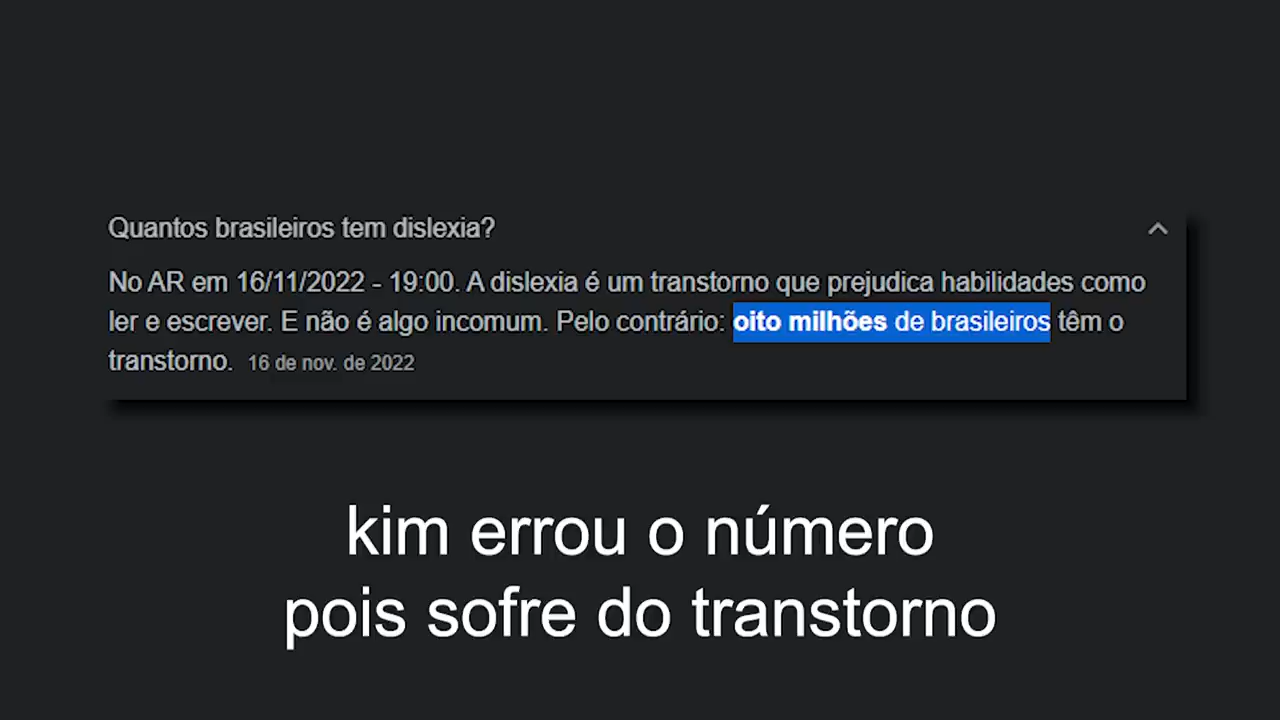 Quantos brasileiros tem dislexia?
No AR em 16/11/2022 - 19:00. A dislexia é um transtorno que prejudica habilidades como
ler e escrever. E não é algo incomum. Pelo contrário: oito milhões de brasileiros têm o
transtorno. 16 de nov. de 2022
kim errou o número
pois sofre do transtorno